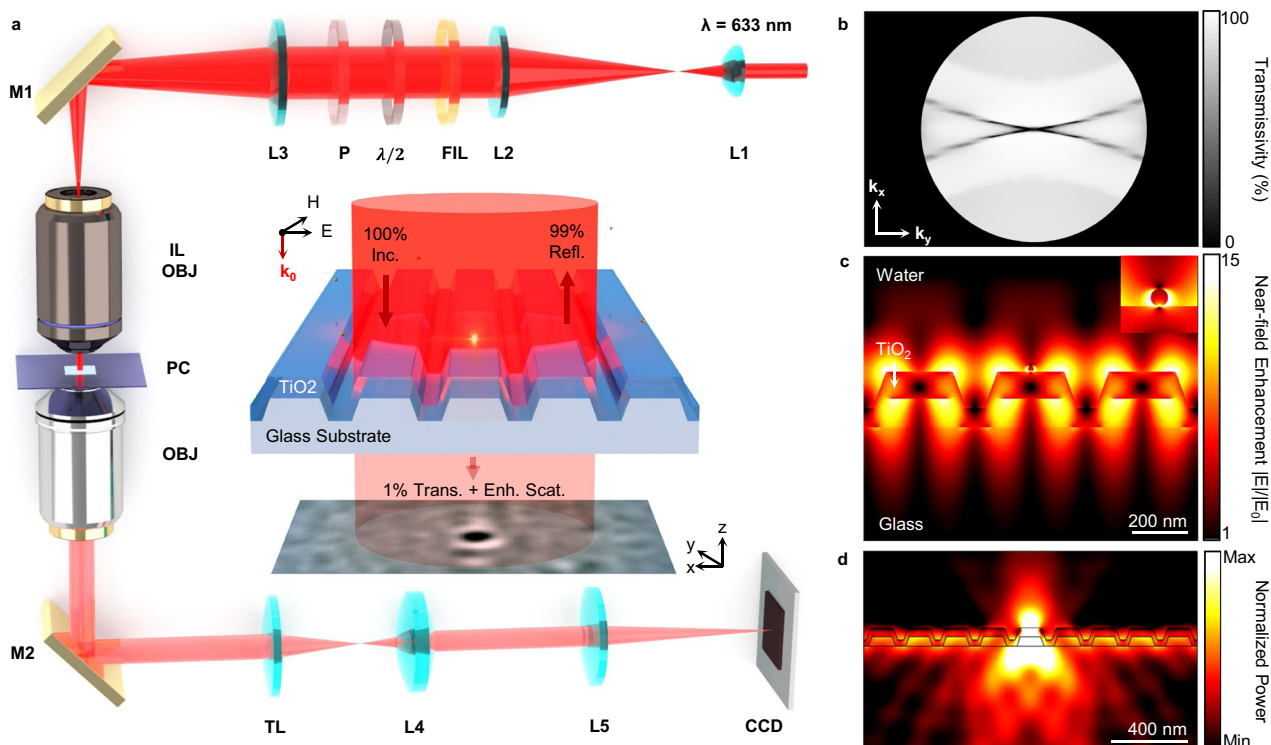 a
λ = 633 nm
M1
L3
P
λ/2
FIL
L2
L1
IL
OBJ
PC
OBJ
H
E
k₀
100%
Inc.
99%
Refl.
TiO2
Glass Substrate
1% Trans. + Enh. Scat.
z
y
x
M2
TL
L4
L5
CCD
b
kₓ
k_y
100
0
Transmissivity (%)
c
Water
TiO₂
Glass
200 nm
15
1
Near-field Enhancement |E|/|E₀|
d
400 nm
Max
Min
Normalized Power